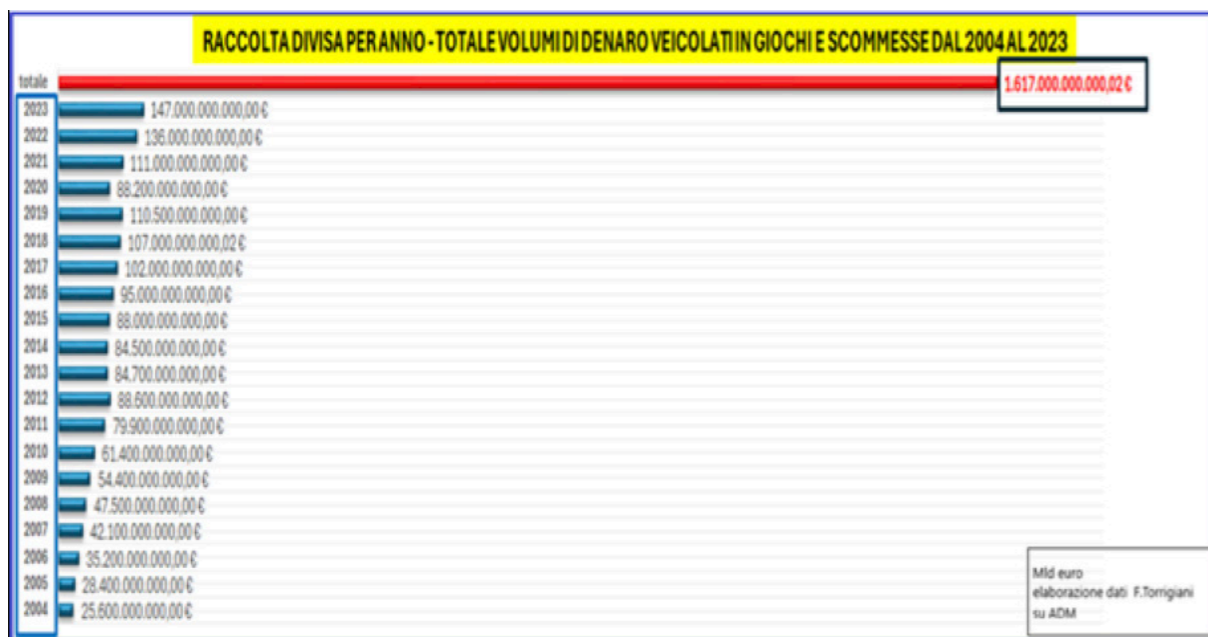 RACCOLTA DIVISA PER ANNO - TOTALE VOLUMI DI DENARO VEICOLATI IN GIOCHI E SCOMMESSE DAL 2004 AL 2023
totale 1.617.000.000.000,02 €
2023 147.000.000.000,00 €
2022 136.000.000.000,00 €
2021 111.000.000.000,00 €
2020 88.200.000.000,00 €
2019 110.500.000.000,00 €
2018 107.000.000.000,02 €
2017 102.000.000.000,00 €
2016 95.000.000.000,00 €
2015 88.000.000.000,00 €
2014 84.500.000.000,00 €
2013 84.700.000.000,00 €
2012 88.600.000.000,00 €
2011 79.900.000.000,00 €
2010 61.400.000.000,00 €
2009 54.400.000.000,00 €
2008 47.500.000.000,00 €
2007 42.100.000.000,00 €
2006 35.200.000.000,00 €
2005 28.400.000.000,00 €
2004 25.600.000.000,00 €
Mld euro
elaborazione dati F.Torrigiani
su ADM